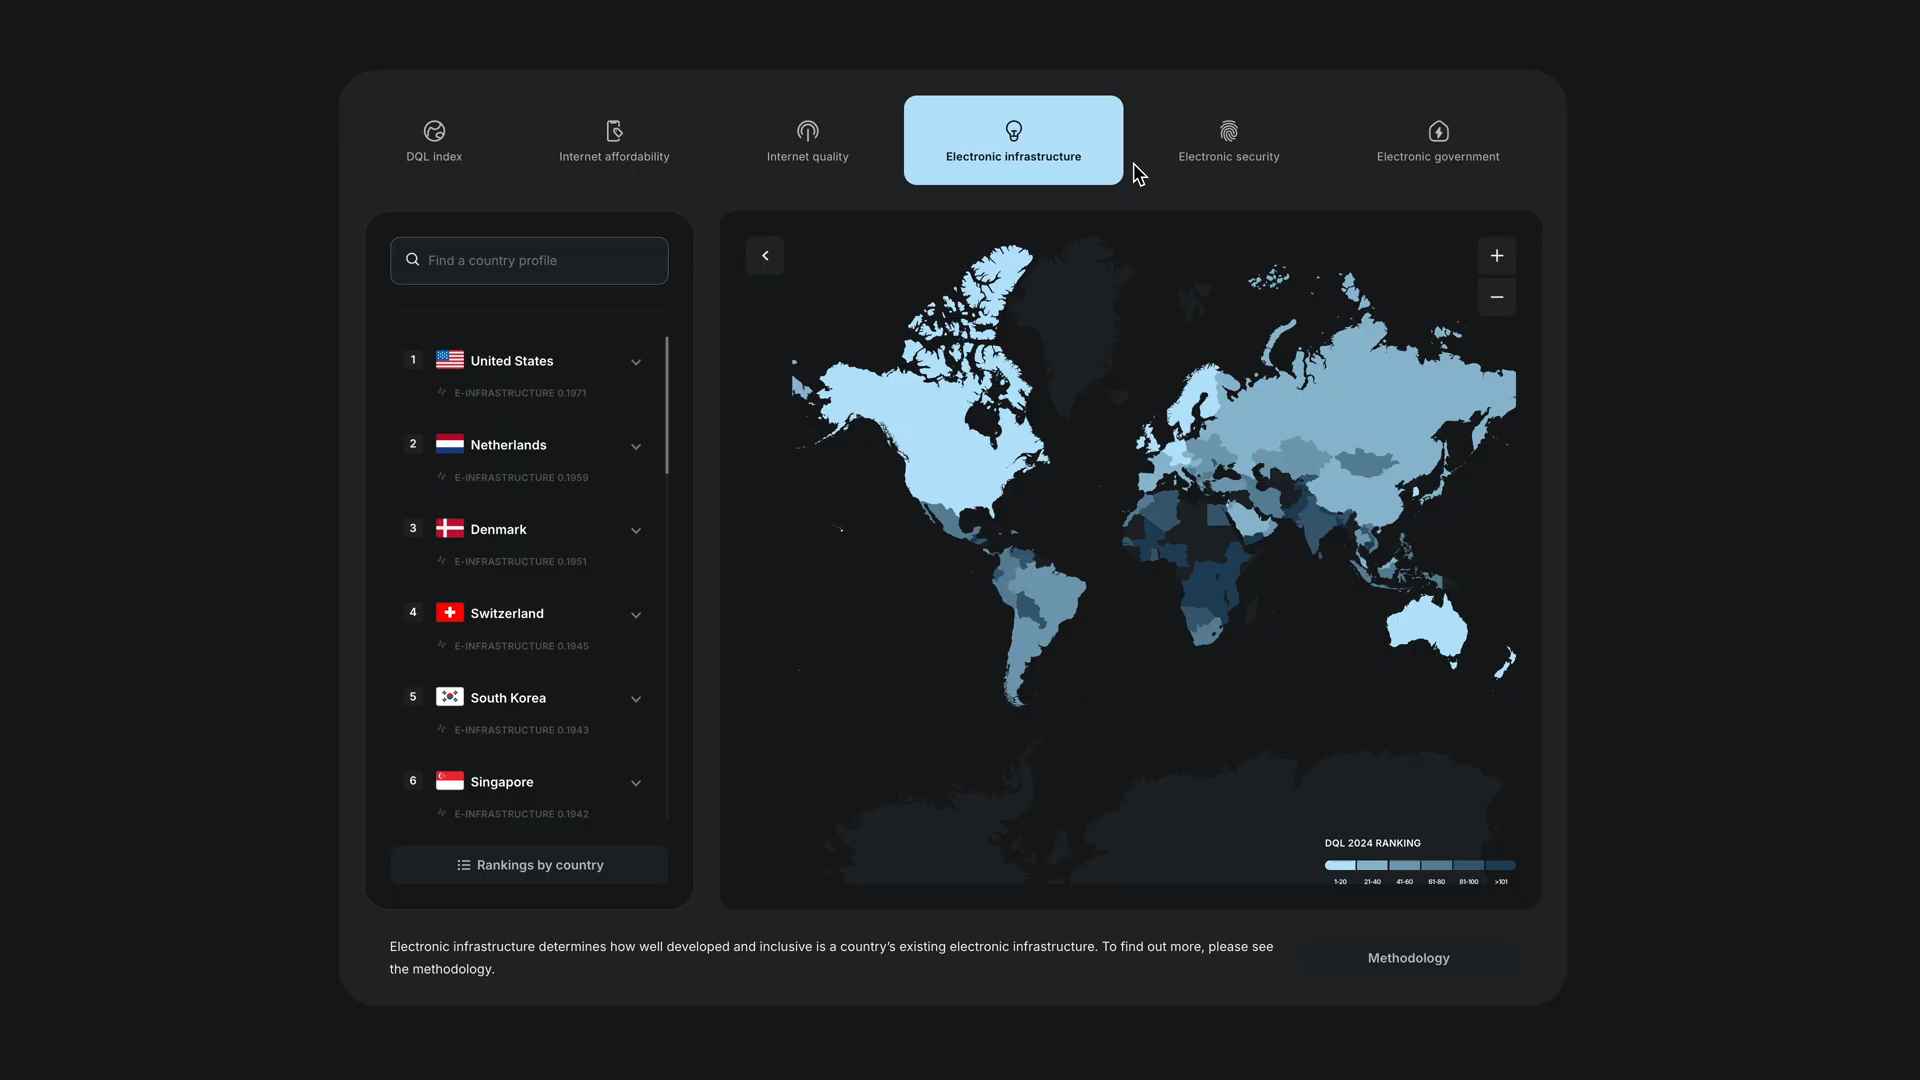 DQL index
Internet affordability
Internet quality
Electronic infrastructure
Electronic security
Electronic government
Find a country profile
1 United States
E-INFRASTRUCTURE 0.1971
2 Netherlands
E-INFRASTRUCTURE 0.1959
3 Denmark
E-INFRASTRUCTURE 0.1951
4 Switzerland
E-INFRASTRUCTURE 0.1945
5 South Korea
E-INFRASTRUCTURE 0.1943
6 Singapore
E-INFRASTRUCTURE 0.1942
Rankings by country
DQL 2024 RANKING
1-20 21-40 41-60 61-80 81-100 >101
Electronic infrastructure determines how well developed and inclusive is a country’s existing electronic infrastructure. To find out more, please see
the methodology.
Methodology